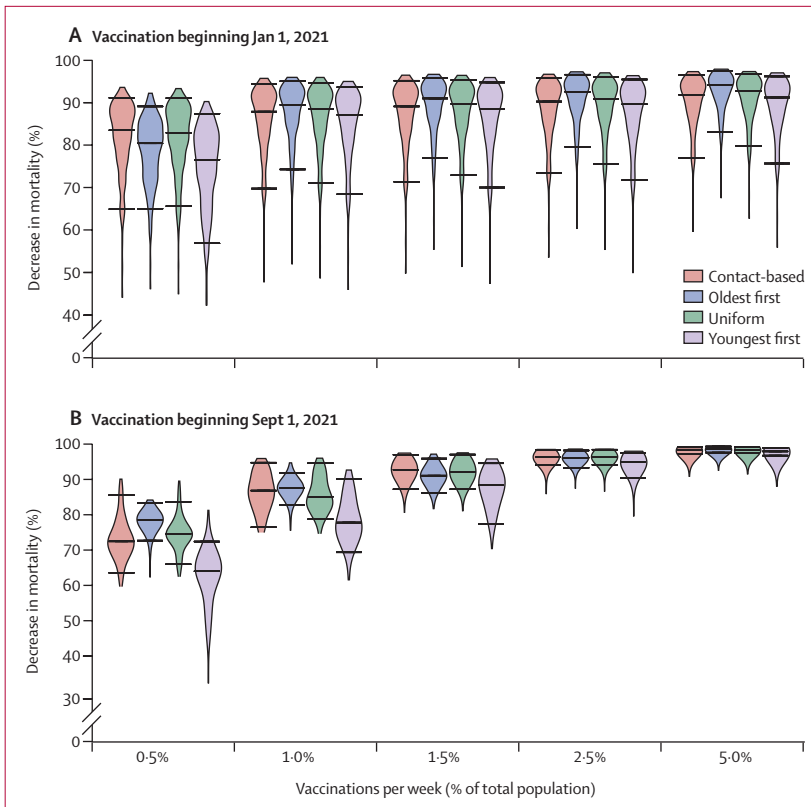 A Vaccination beginning Jan 1, 2021
100
90
80
70
60
50
40
0
Decrease in mortality (%)
Contact-based
Oldest first
Uniform
Youngest first
B Vaccination beginning Sept 1, 2021
100
90
80
70
60
50
40
30
0
Decrease in mortality (%)
0·5% 1·0% 1·5% 2·5% 5·0%
Vaccinations per week (% of total population)